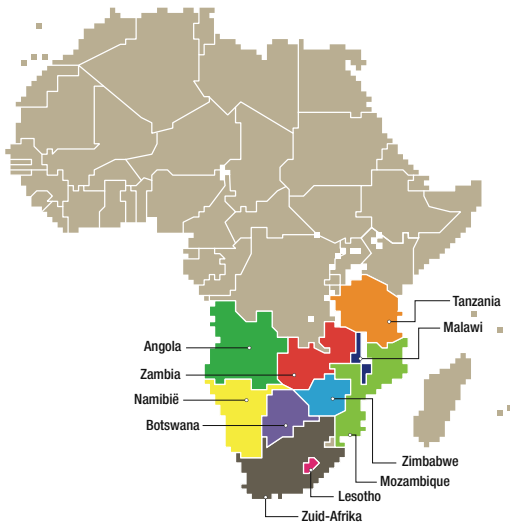 Tanzania
Malawi
Angola
Zambia
Namibië
Botswana
Zimbabwe
Mozambique
Lesotho
Zuid-Afrika